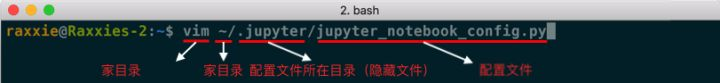 2. bash
raxxie@Raxxies-2:~$ vim ~/.jupyter/jupyter_notebook_config.py
家目录 家目录 配置文件所在目录（隐藏文件） 配置文件